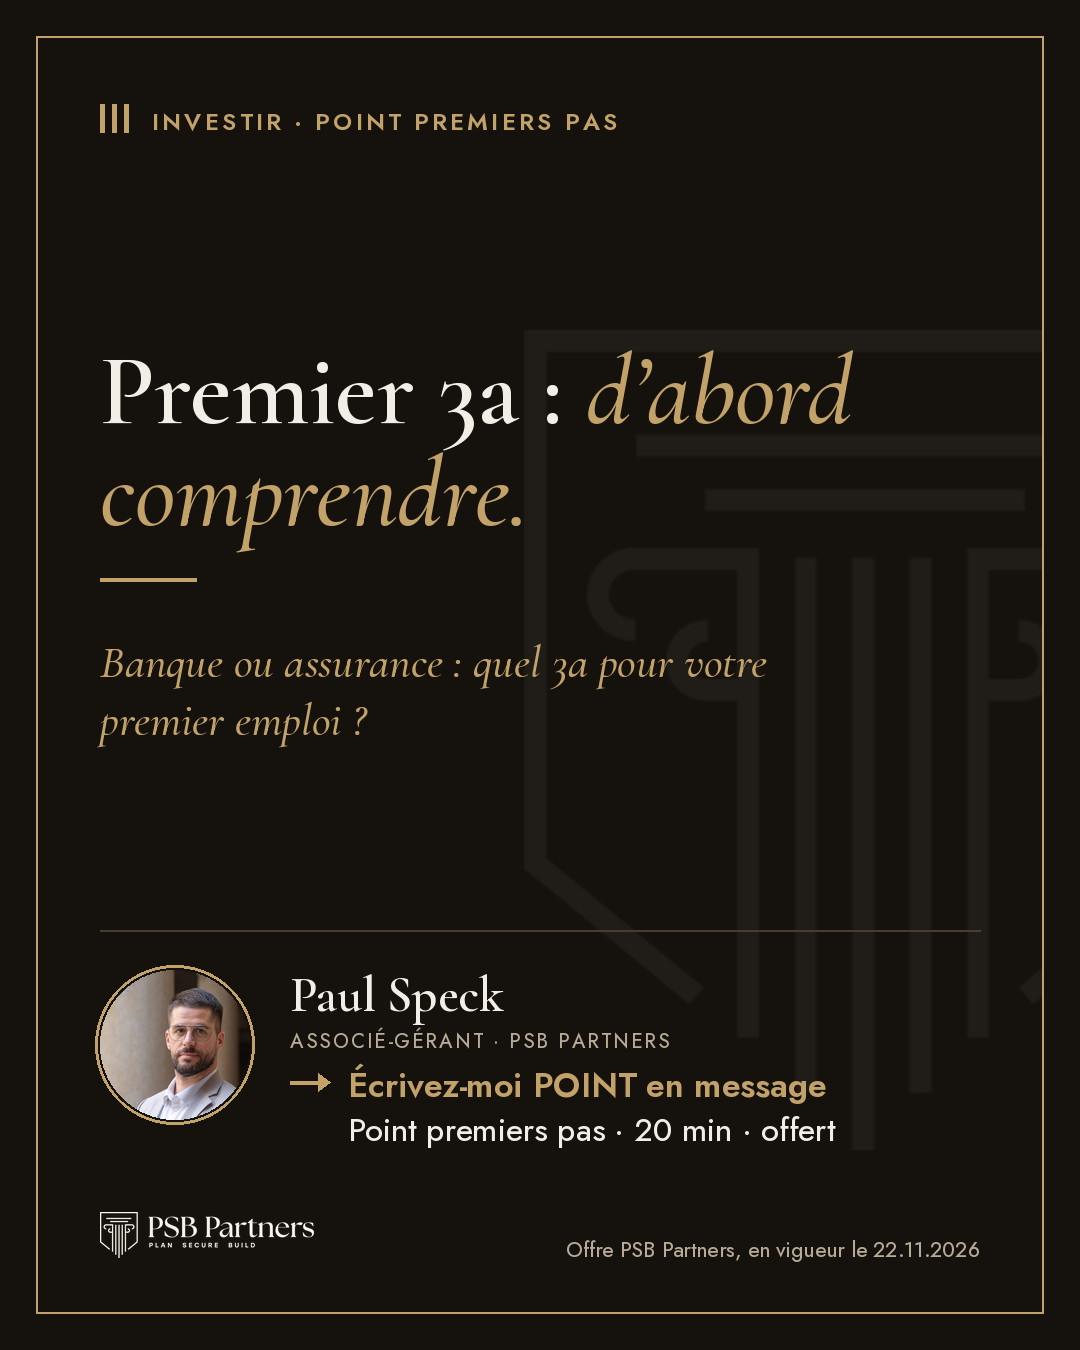 INVESTIR · POINT PREMIERS PAS
Premier 3a : d’abord
comprendre.
Banque ou assurance : quel 3a pour votre
premier emploi ?
Paul Speck
ASSOCIÉ-GÉRANT · PSB PARTNERS
Écrivez-moi POINT en message
Point premiers pas · 20 min · offert
PSB Partners
PLAN SECURE BUILD
Offre PSB Partners, en vigueur le 22.11.2026